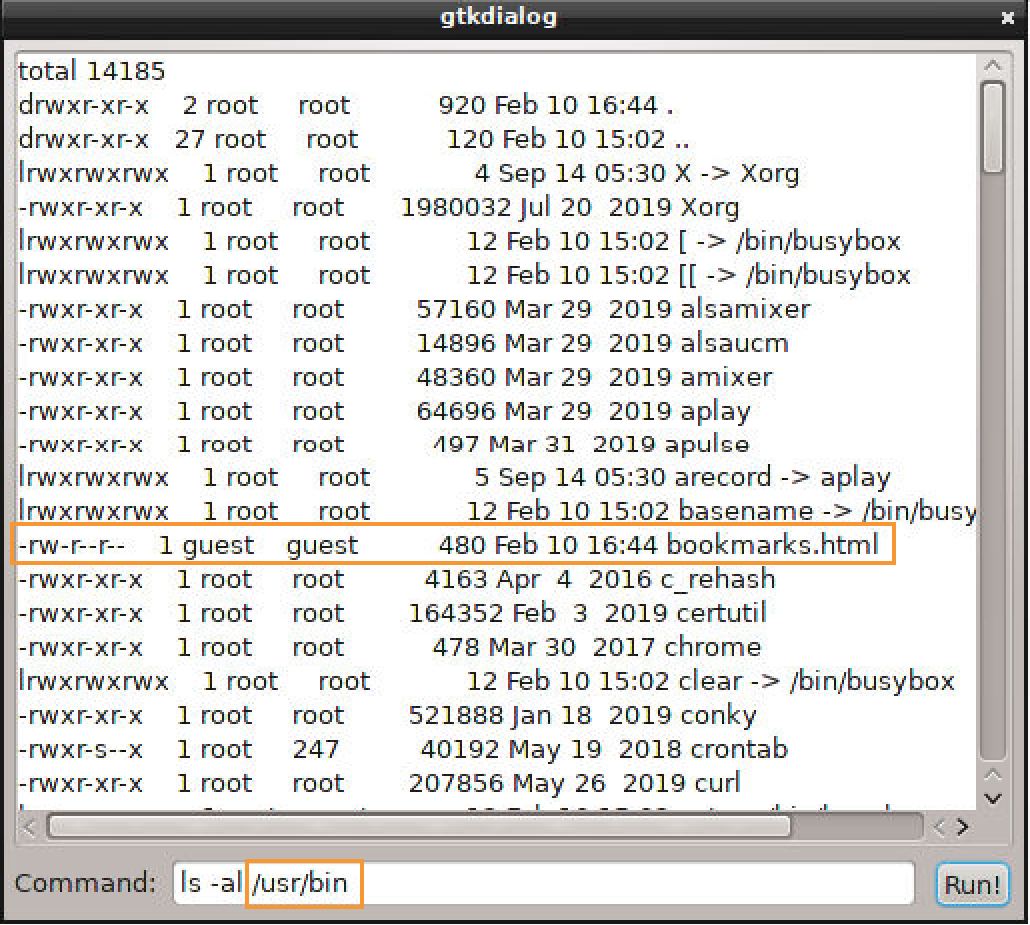 gtkdialog
total 14185
drwxr-xr-x 2 root root 920 Feb 10 16:44 .
drwxr-xr-x 27 root root 120 Feb 10 15:02 ..
lrwxrwxrwx 1 root root 4 Sep 14 05:30 X -> Xorg
-rwxr-xr-x 1 root root 1980032 Jul 20 2019 Xorg
lrwxrwxrwx 1 root root 12 Feb 10 15:02 [ -> /bin/busybox
lrwxrwxrwx 1 root root 12 Feb 10 15:02 [[ -> /bin/busybox
-rwxr-xr-x 1 root root 57160 Mar 29 2019 alsamixer
-rwxr-xr-x 1 root root 14896 Mar 29 2019 alsaucm
-rwxr-xr-x 1 root root 48360 Mar 29 2019 amixer
-rwxr-xr-x 1 root root 64696 Mar 29 2019 aplay
-rwxr-xr-x 1 root root 497 Mar 31 2019 apulse
lrwxrwxrwx 1 root root 5 Sep 14 05:30 arecord -> aplay
lrwxrwxrwx 1 root root 12 Feb 10 15:02 basename -> /bin/busy
-rw-r--r-- 1 guest guest 480 Feb 10 16:44 bookmarks.html
-rwxr-xr-x 1 root root 4163 Apr 4 2016 c_rehash
-rwxr-xr-x 1 root root 164352 Feb 3 2019 certutil
-rwxr-xr-x 1 root root 478 Mar 30 2017 chrome
lrwxrwxrwx 1 root root 12 Feb 10 15:02 clear -> /bin/busybox
-rwxr-xr-x 1 root root 521888 Jan 18 2019 conky
-rwxr-s--x 1 root 247 40192 May 19 2018 crontab
-rwxr-xr-x 1 root root 207856 May 26 2019 curl
Command: ls -al /usr/bin Run!